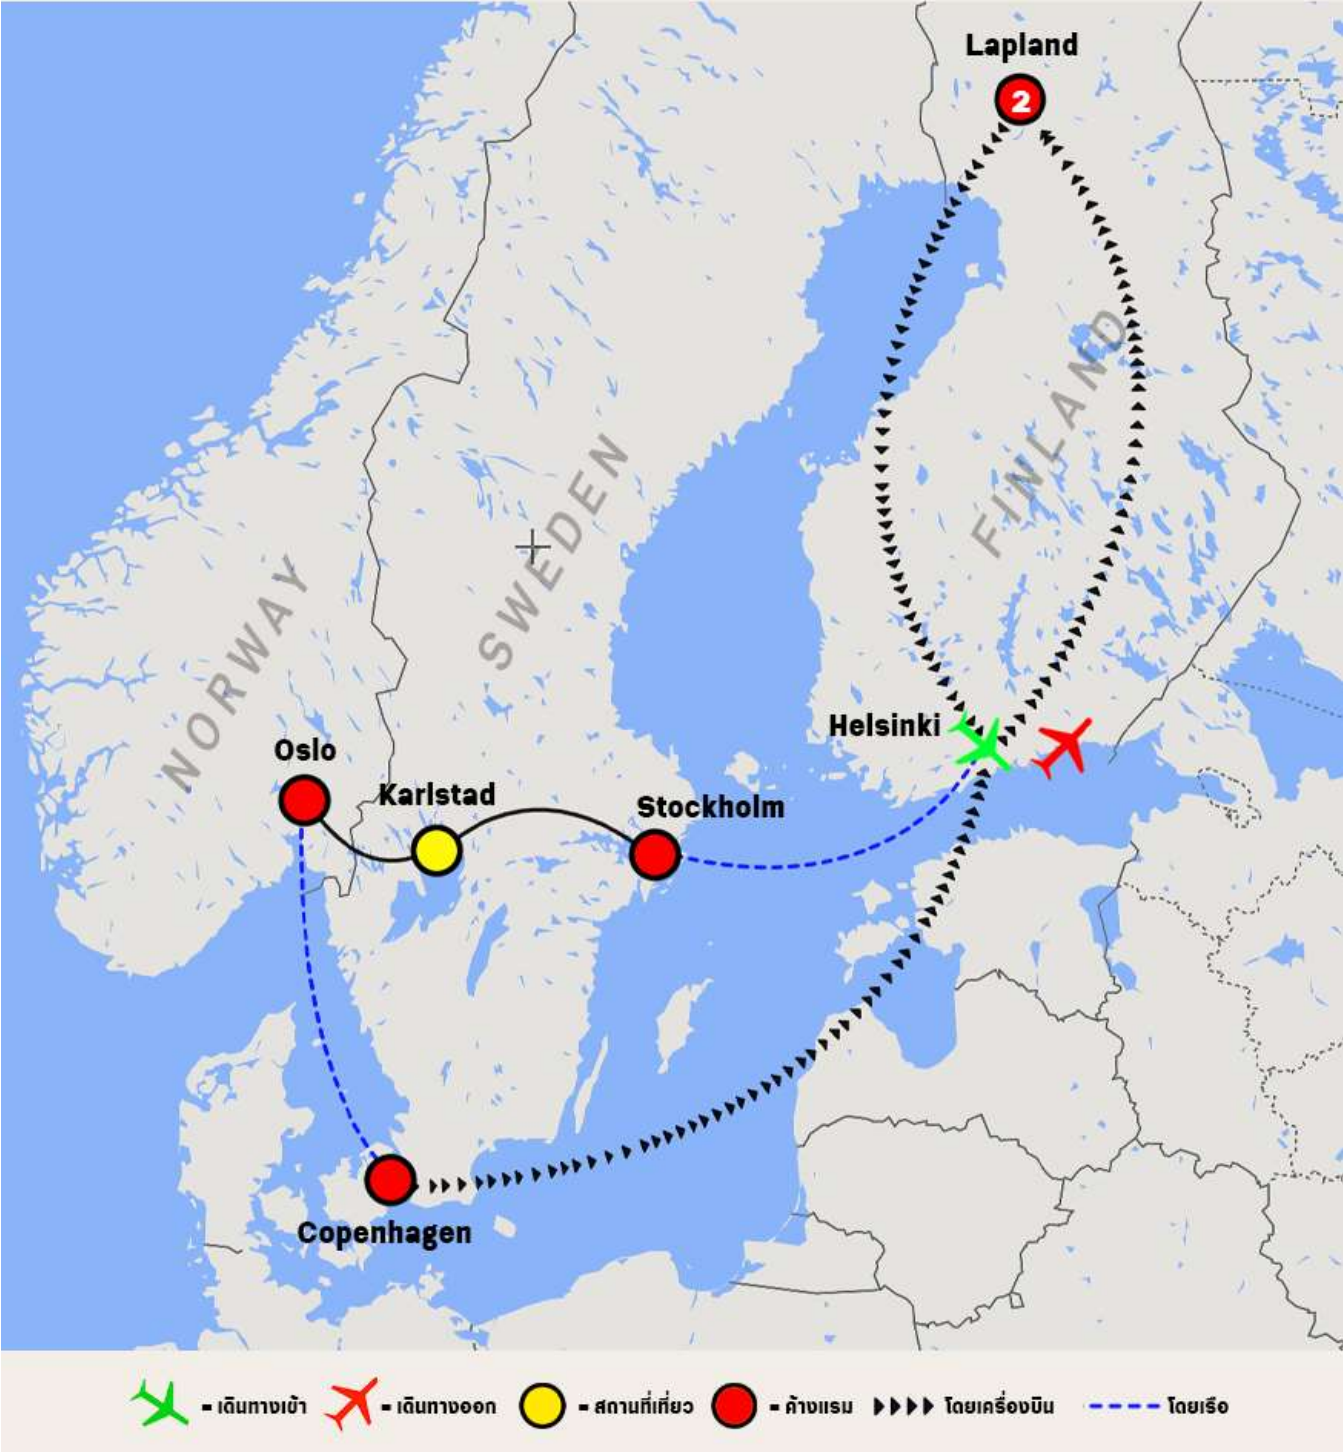 Lapland
2
FINLAND
SWEDEN
NORWAY
Helsinki
Oslo
Karlstad
Stockholm
Copenhagen
= เดินทางเข้า = เดินทางออก = สถานที่เที่ยว = ค้างแรม โดยเครื่องบิน โดยเรือ